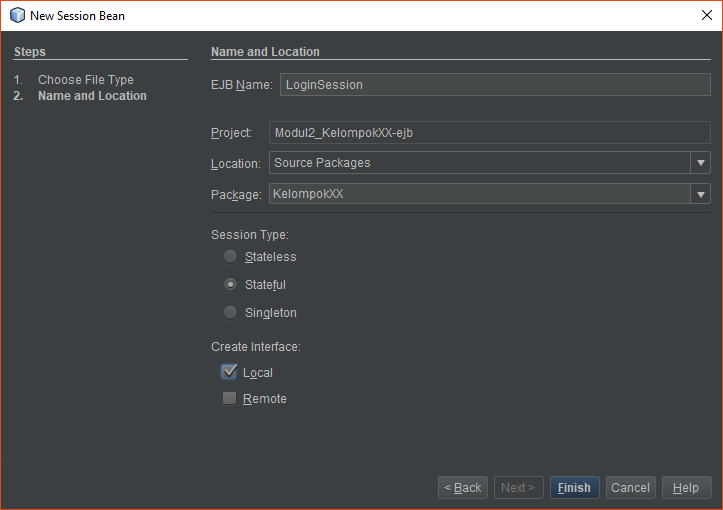 New Session Bean
Steps
1. Choose File Type
2. Name and Location
Name and Location
EJB Name: LoginSession
Project: Modul2_KelompokXX-ejb
Location: Source Packages
Package: KelompokXX
Session Type:
Stateless
Stateful
Singleton
Create Interface:
Local
Remote
< Back Next > Finish Cancel Help